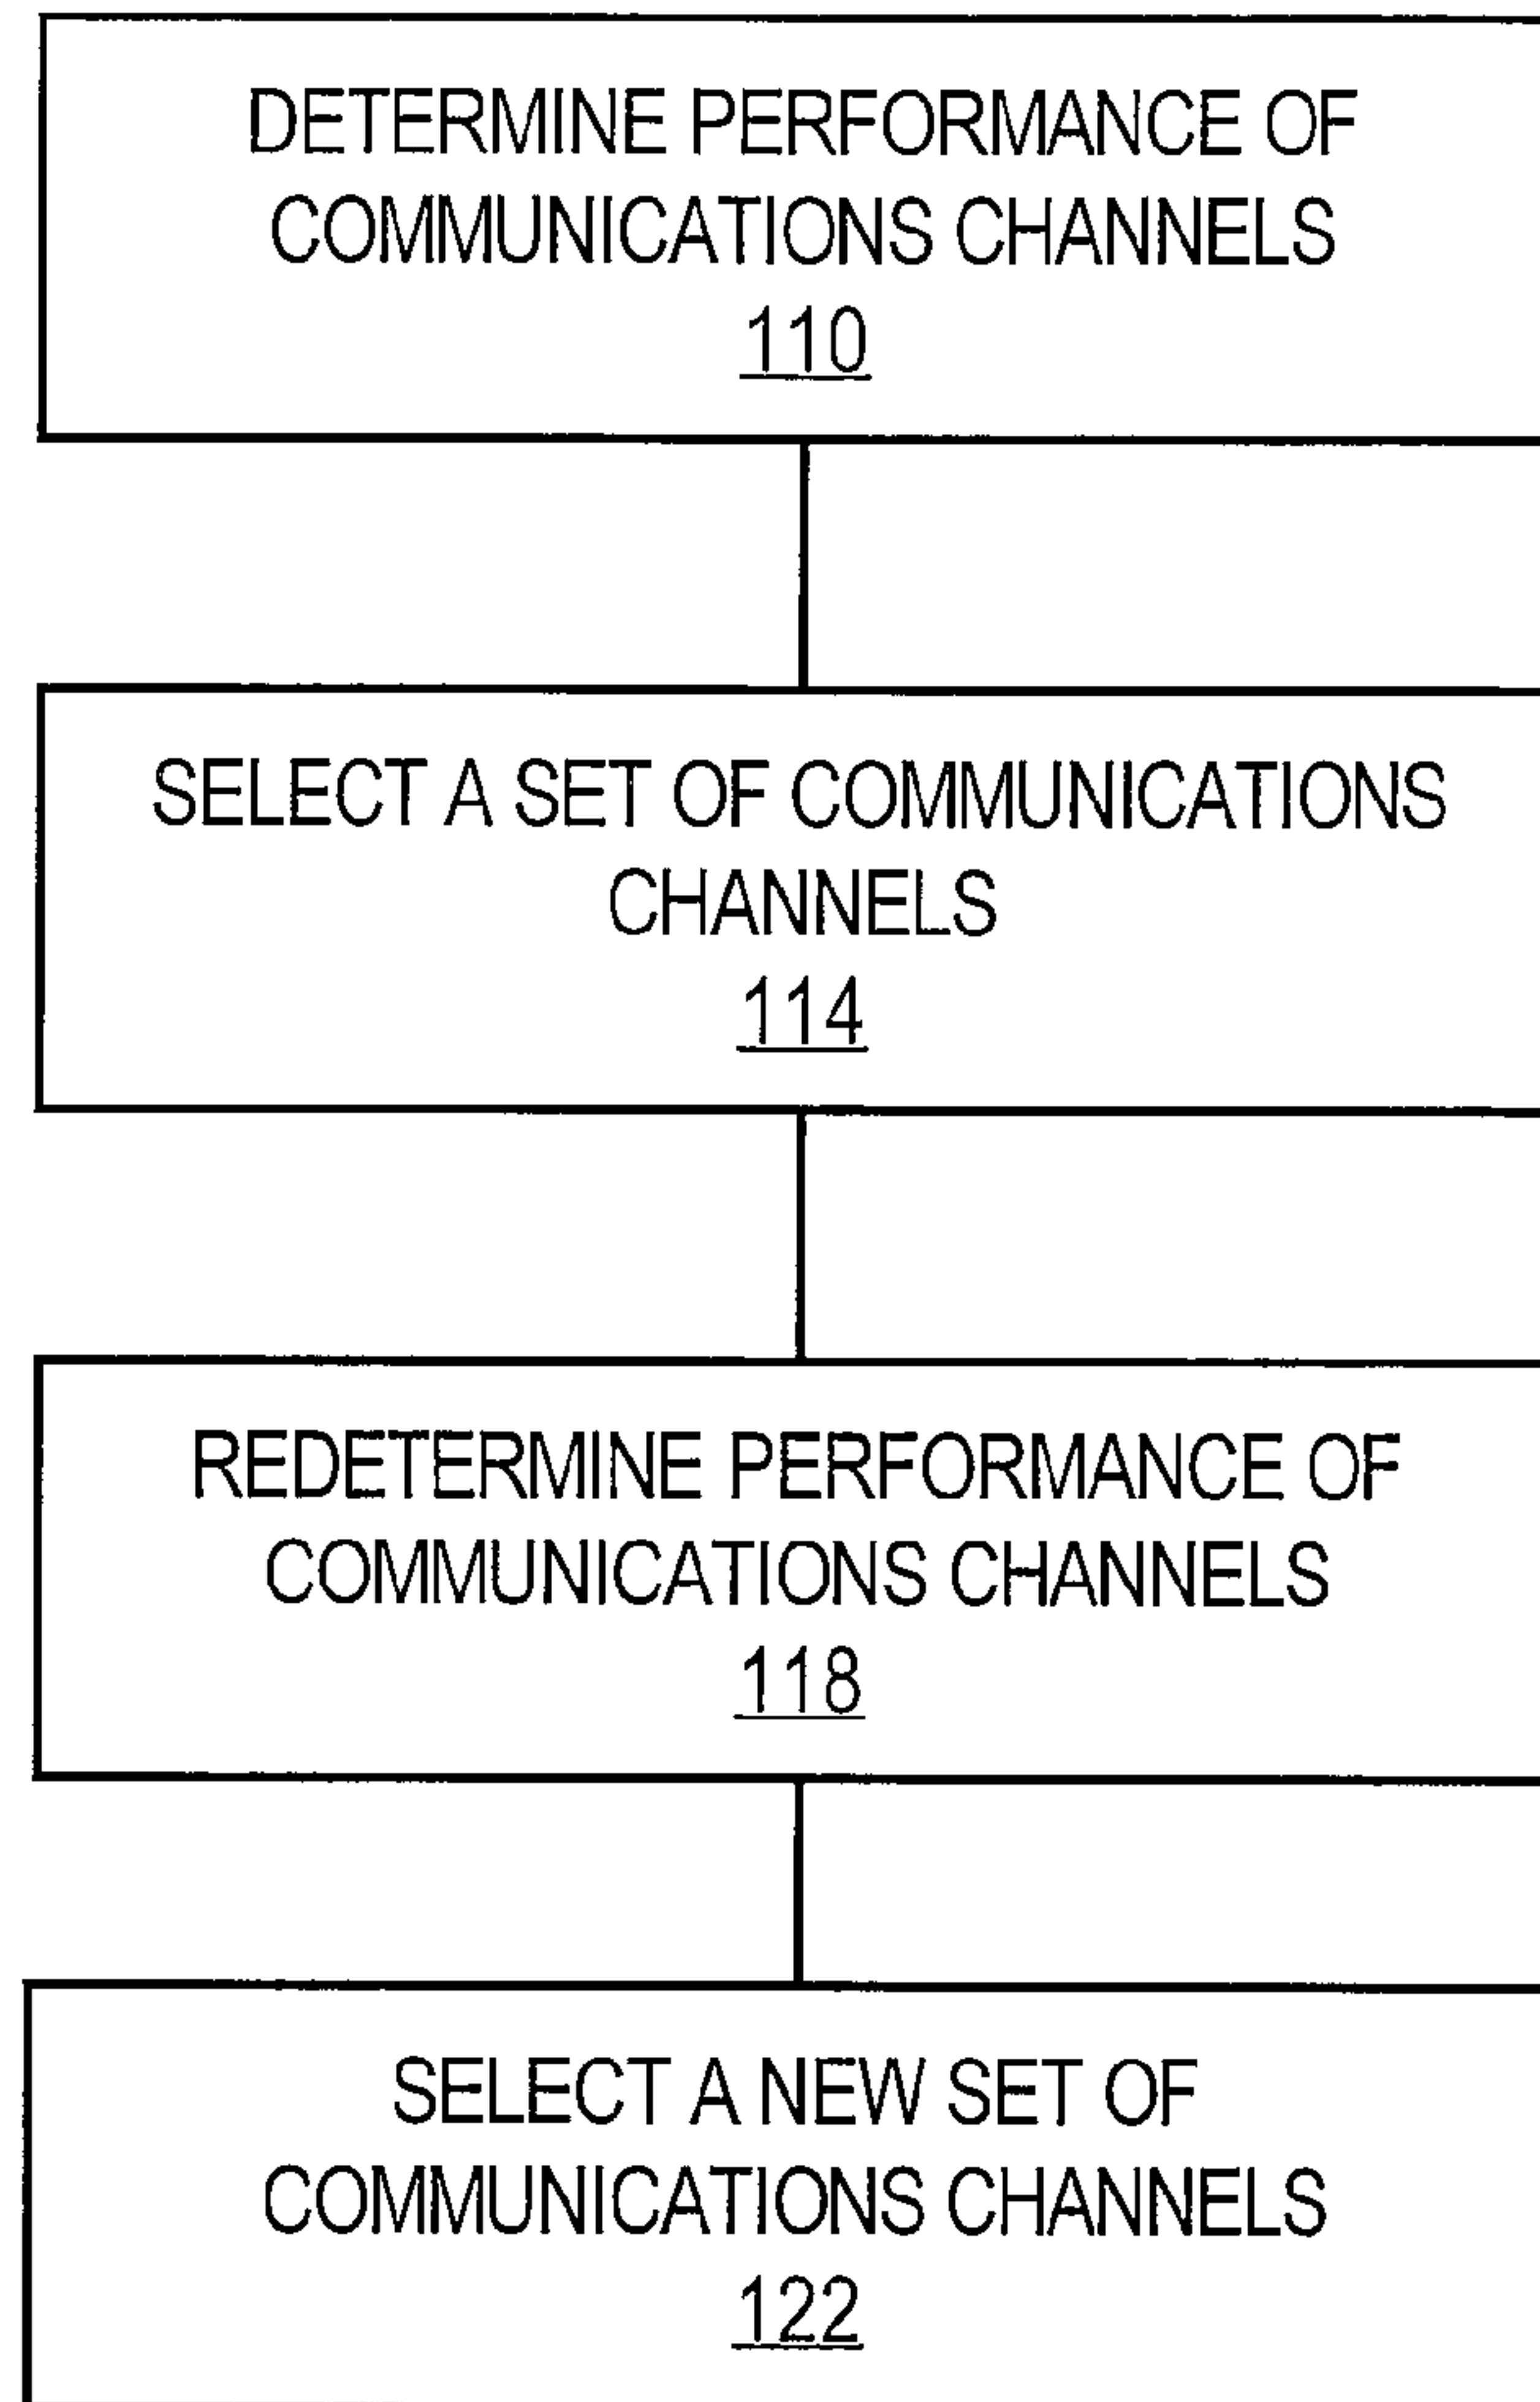 DETERMINE PERFORMANCE OF
COMMUNICATIONS CHANNELS
110
SELECT A SET OF COMMUNICATIONS
CHANNELS
114
REDETERMINE PERFORMANCE OF
COMMUNICATIONS CHANNELS
118
SELECT A NEW SET OF
COMMUNICATIONS CHANNELS
122